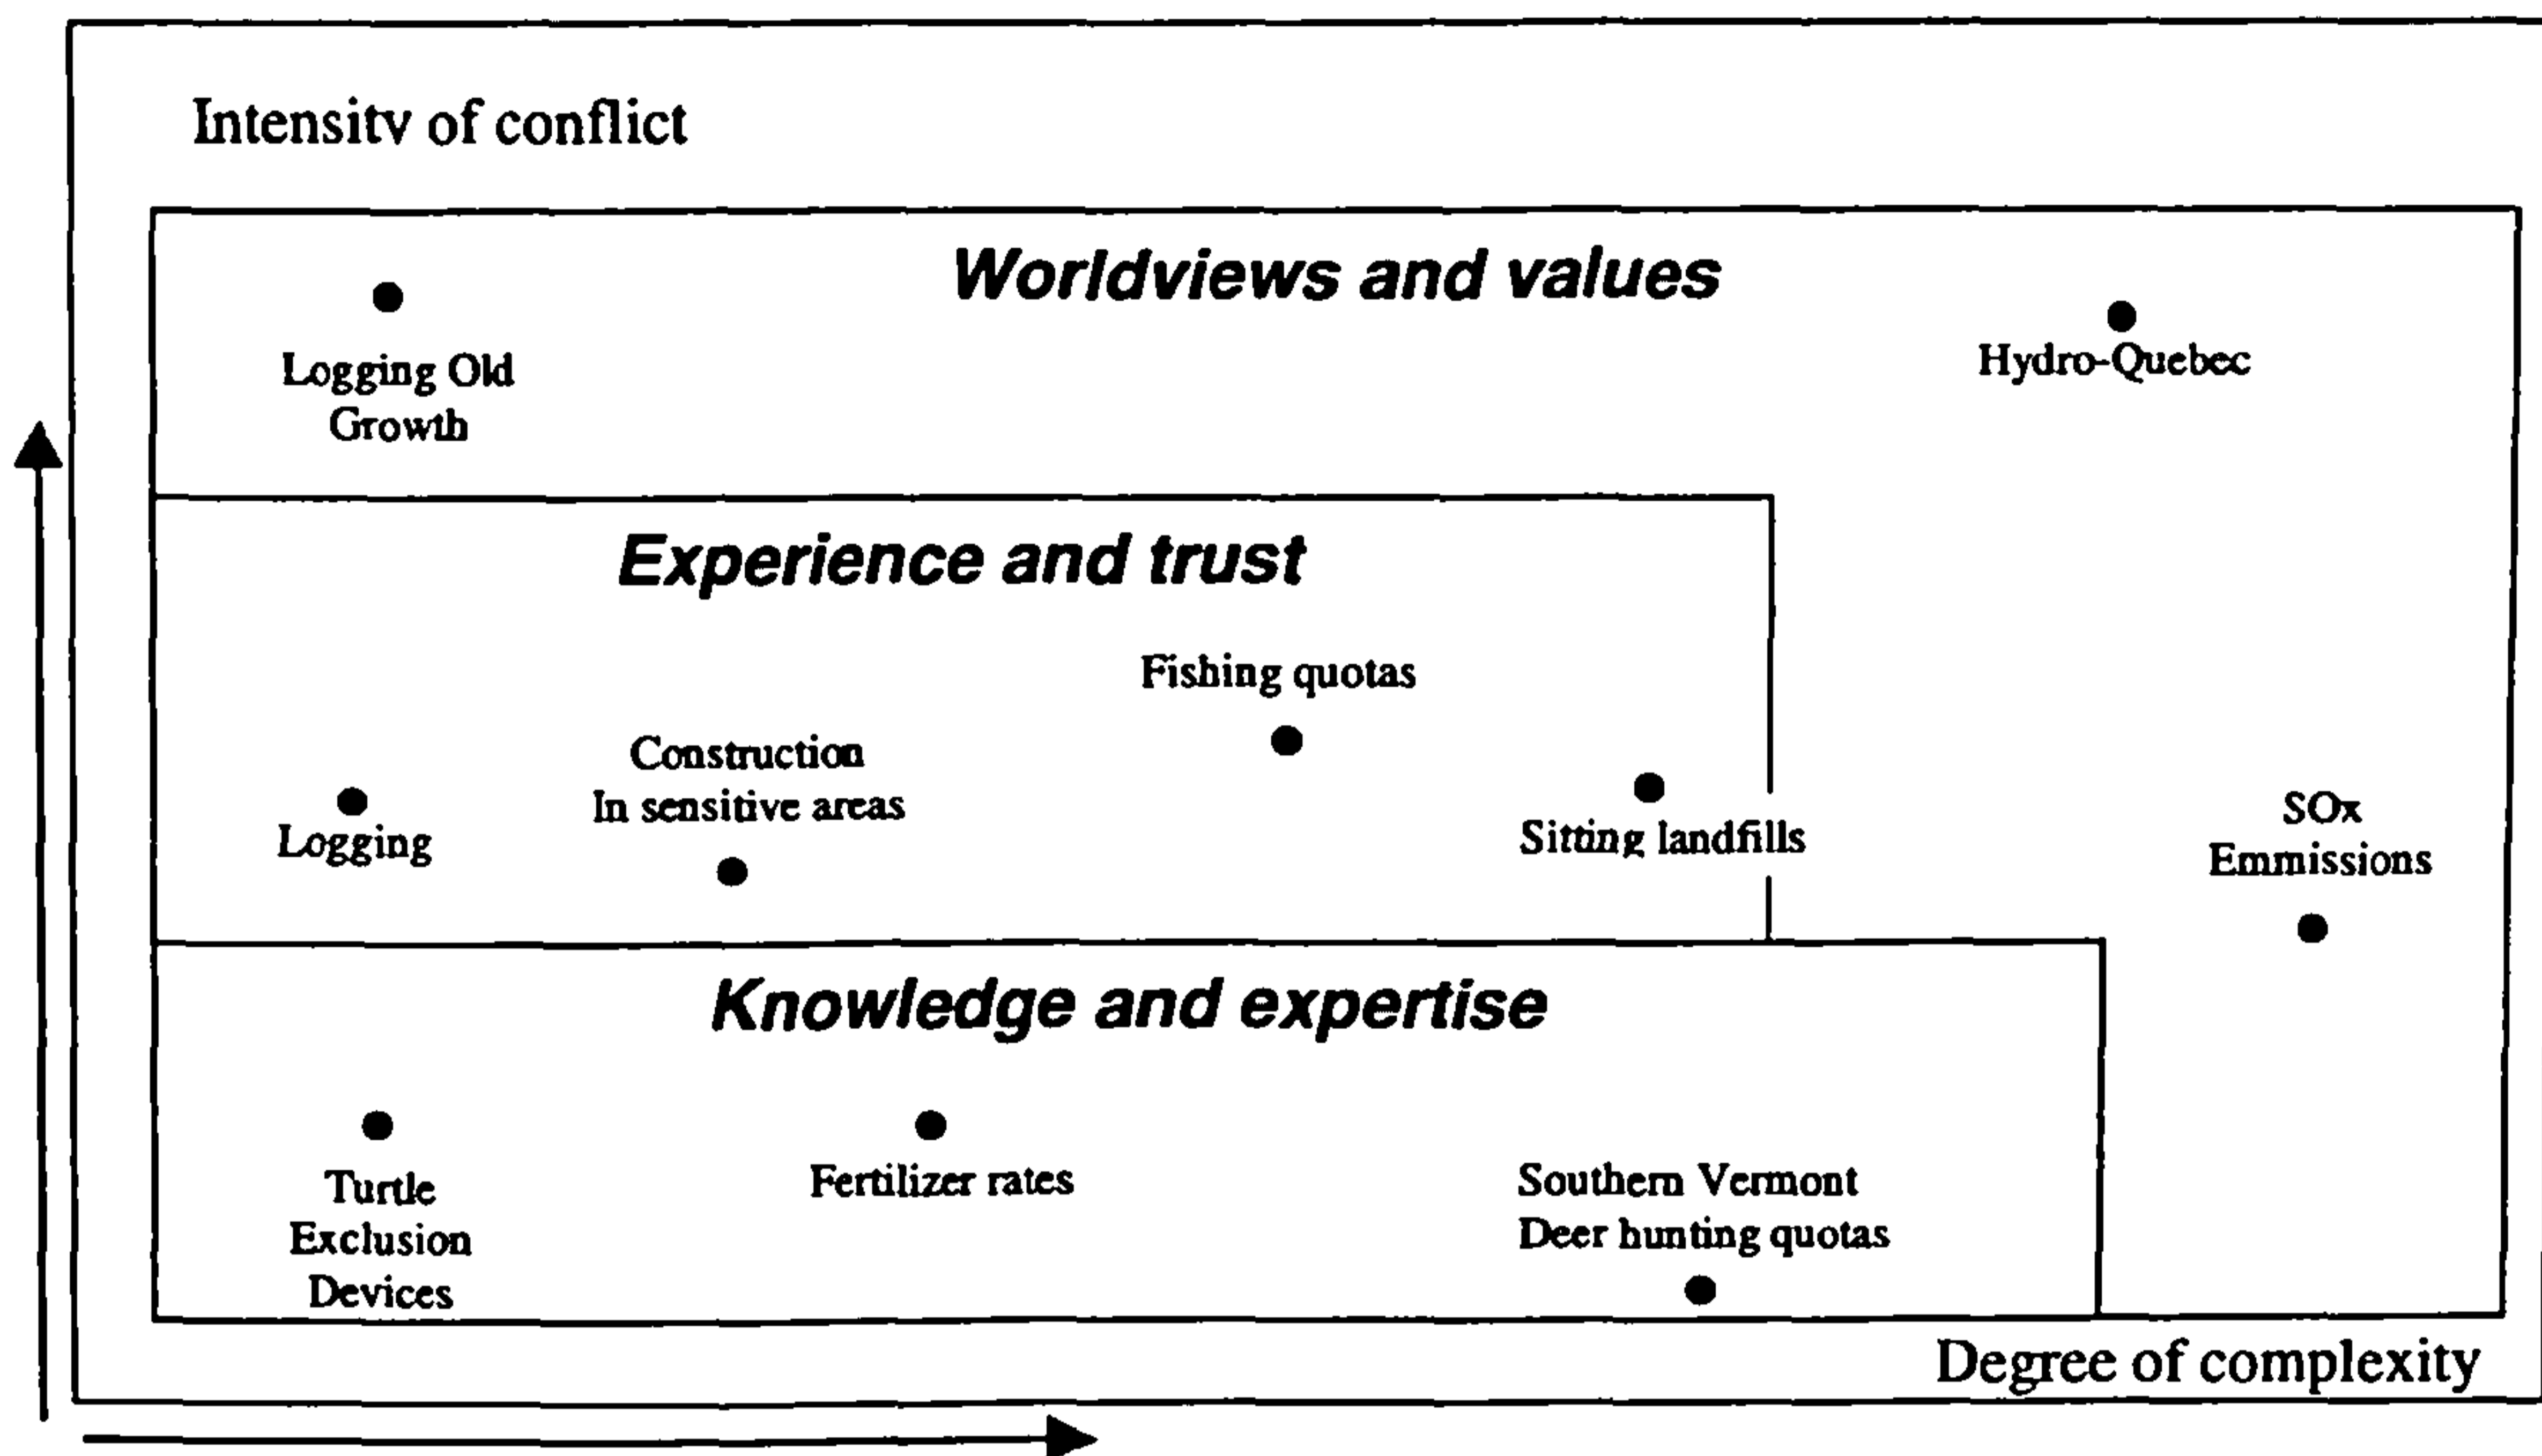 Intensity of conflict
Worldviews and values
Logging Old
Growth
Hydro-Quebec
Experience and trust
Fishing quotas
Construction
In sensitive areas
Logging
Sitting landfills
SOx
Emmissions
Knowledge and expertise
Turtle
Exclusion
Devices
Fertilizer rates
Southern Vermont
Deer hunting quotas
Degree of complexity